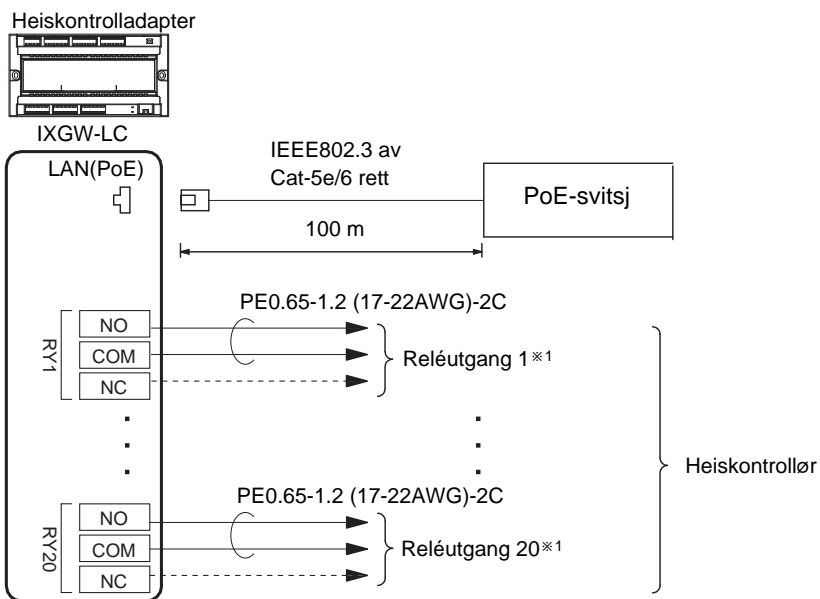 Heiskontrolladapter
IXGW-LC
LAN(PoE)
IEEE802.3 av
Cat-5e/6 rett
PoE-svitsj
100 m
PE0.65-1.2 (17-22AWG)-2C
RY1
NO
COM
NC
Reléutgang 1※1
Heiskontrollør
PE0.65-1.2 (17-22AWG)-2C
RY20
NO
COM
NC
Reléutgang 20※1